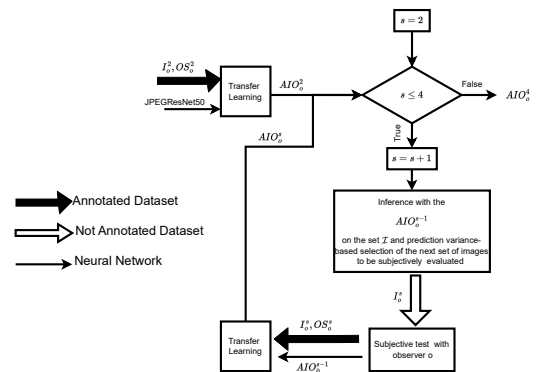 s = 2
I_o^2, OS_o^2
Transfer
Learning
AIO_o^2
JPEGResNet50
s ≤ 4
False
AIO_o^4
True
AIO_o^s
s = s + 1
Inference with the
AIO_o^{s-1}
on the set I and prediction variance-
based selection of the next set of images
to be subjectively evaluated
Annotated Dataset
Not Annotated Dataset
Neural Network
I_o^s
I_o^s, OS_o^s
Transfer
Learning
AIO_o^{s-1}
Subjective test with
observer o